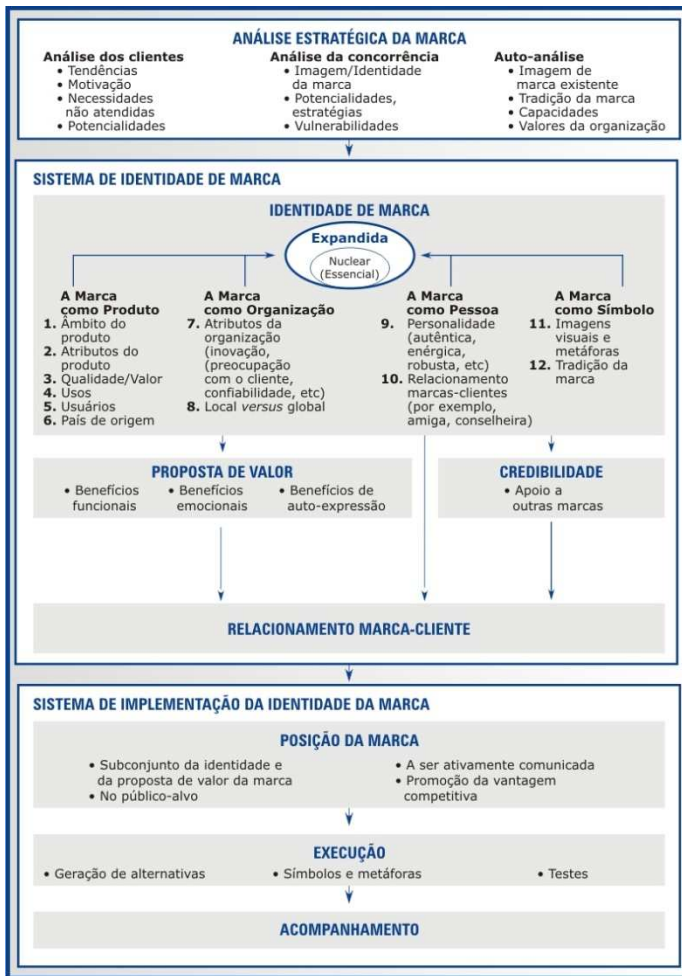 ANÁLISE ESTRATÉGICA DA MARCA
Análise dos clientes
• Tendências
• Motivação
• Necessidades
não atendidas
• Potencialidades
Análise da concorrência
• Imagem/Identidade
da marca
• Potencialidades,
estratégias
• Vulnerabilidades
Auto-análise
• Imagem de
marca existente
• Tradição da marca
• Capacidades
• Valores da organização
SISTEMA DE IDENTIDADE DE MARCA
IDENTIDADE DE MARCA
Expandida
Nuclear
(Essencial)
A Marca
como Produto
1. Âmbito do
produto
2. Atributos do
produto
3. Qualidade/Valor
4. Usos
5. Usuários
6. País de origem
A Marca
como Organização
7. Atributos da
organização
(inovação,
(preocupação
com o cliente,
confiabilidade, etc)
8. Local versus global
A Marca
como Pessoa
9. Personalidade
(autêntica,
enérgica,
robusta, etc)
10. Relacionamento
marcas-clientes
(por exemplo,
amiga, conselheira)
A Marca
como Símbolo
11. Imagens
visuais e
metáforas
12. Tradição da
marca
PROPOSTA DE VALOR
• Benefícios
funcionais
• Benefícios
emocionais
• Benefícios de
auto-expressão
CREDIBILIDADE
• Apoio a
outras marcas
RELACIONAMENTO MARCA-CLIENTE
SISTEMA DE IMPLEMENTAÇÃO DA IDENTIDADE DA MARCA
POSIÇÃO DA MARCA
• Subconjunto da identidade e
da proposta de valor da marca
• No público-alvo
• A ser ativamente comunicada
• Promoção da vantagem
competitiva
EXECUÇÃO
• Geração de alternativas
• Símbolos e metáforas
• Testes
ACOMPANHAMENTO